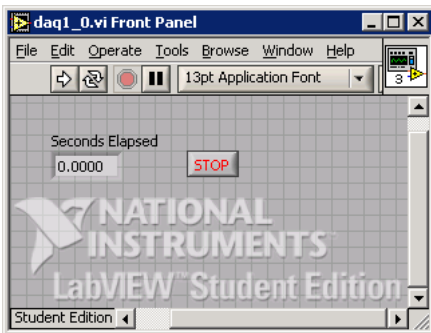 daq1_0.vi Front Panel
File Edit Operate Tools Browse Window Help
13pt Application Font
3
Seconds Elapsed
0.0000 STOP
NATIONAL
INSTRUMENTS
LabVIEW™ Student Edition
Student Edition